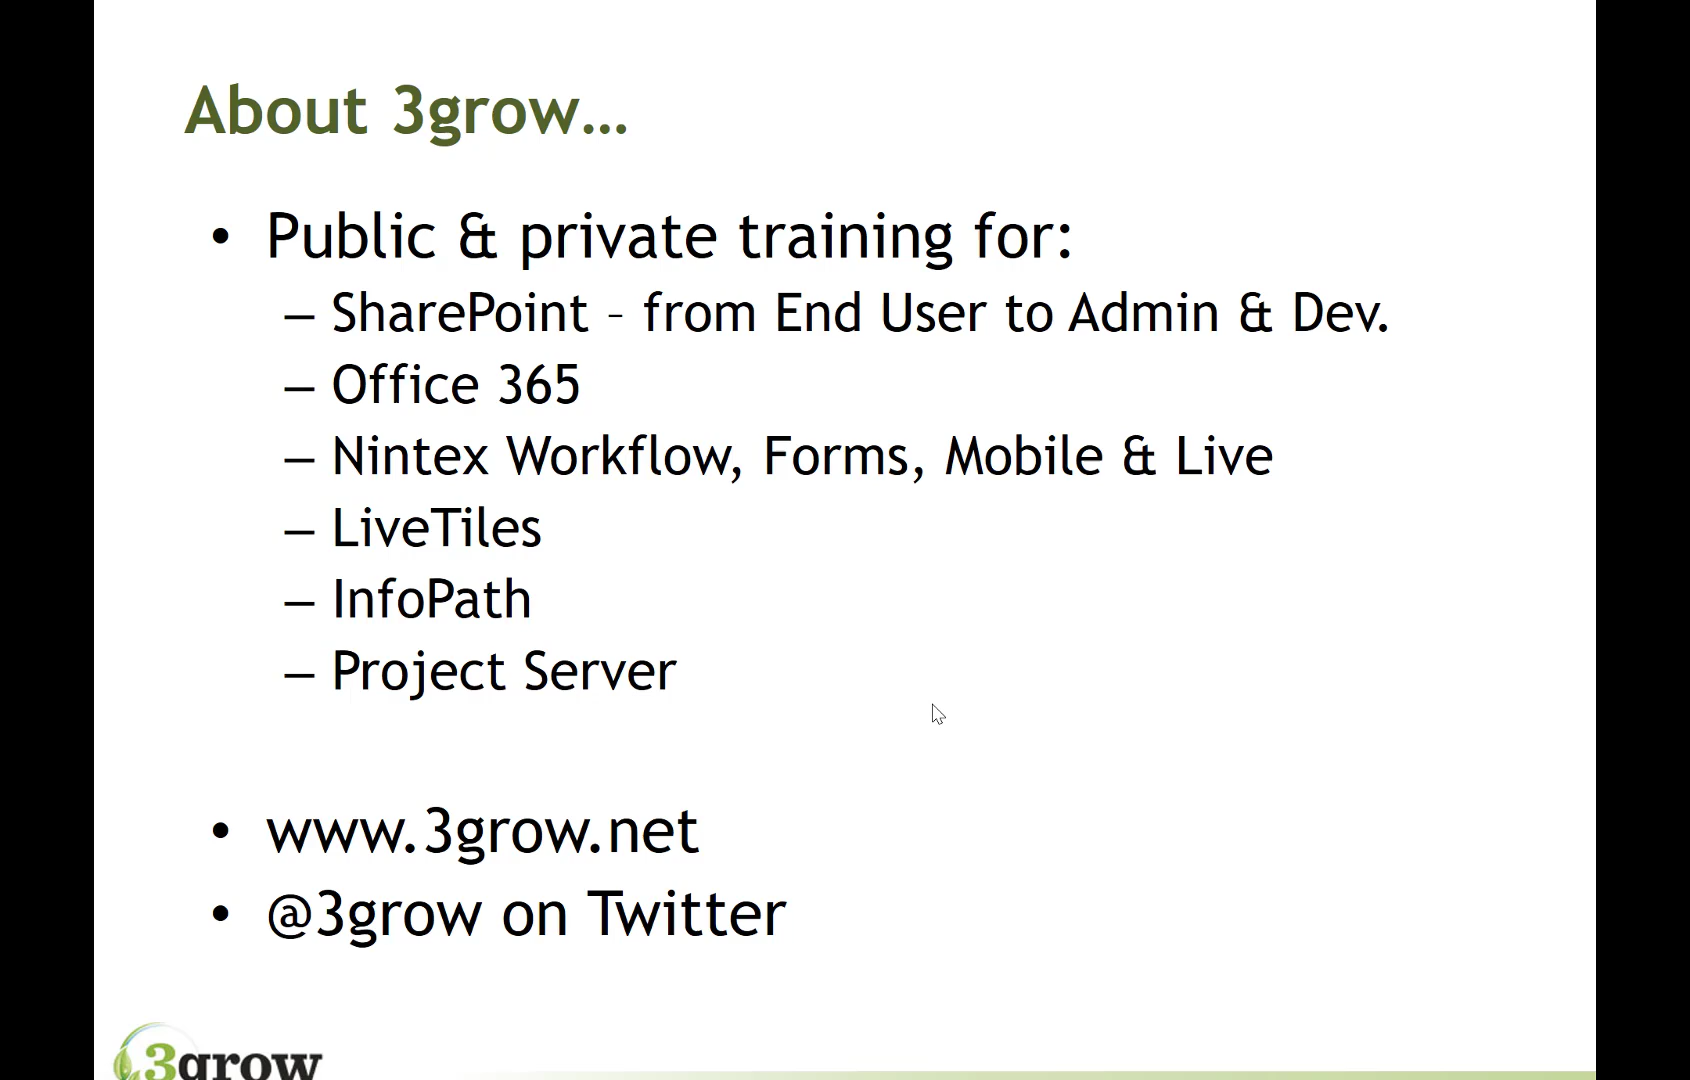 About 3grow...
• Public & private training for:
– SharePoint – from End User to Admin & Dev.
– Office 365
– Nintex Workflow, Forms, Mobile & Live
– LiveTiles
– InfoPath
– Project Server
• www.3grow.net
• @3grow on Twitter
3grow